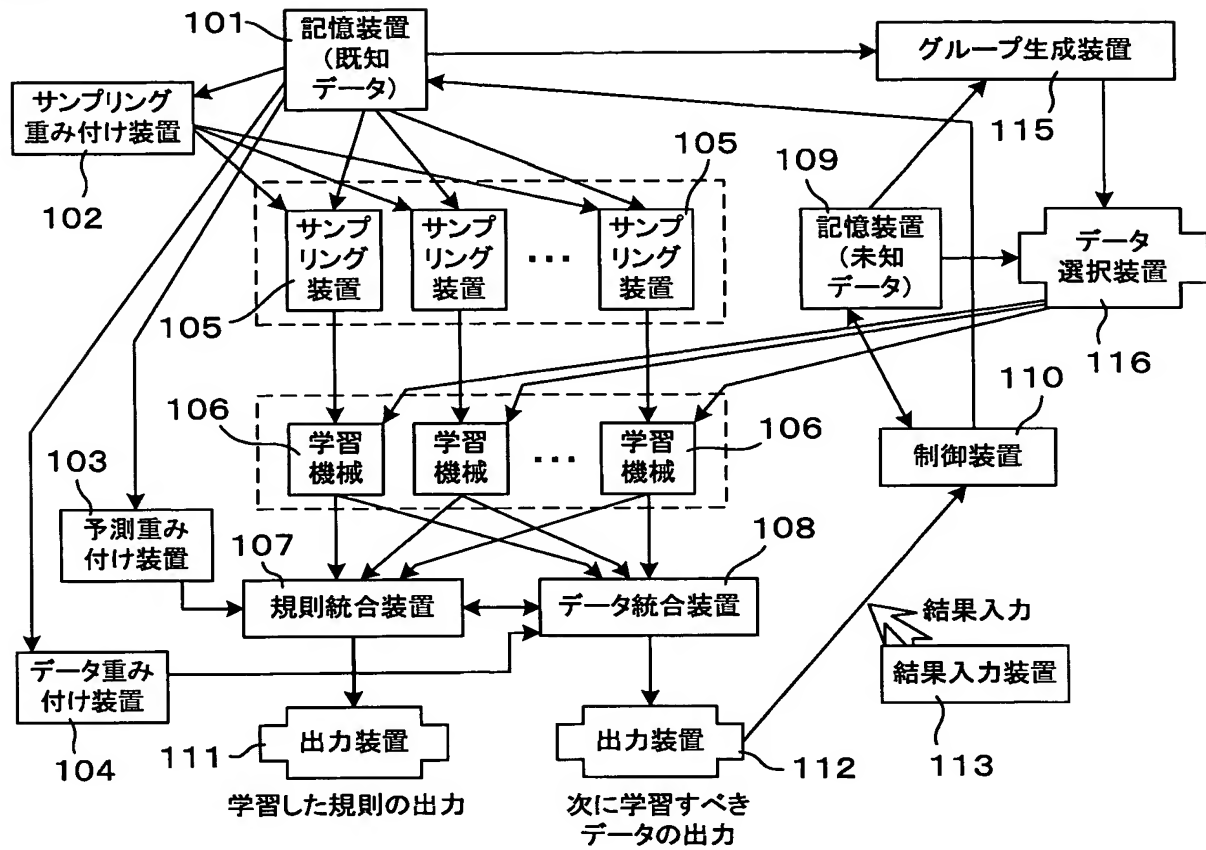 101
記憶装置
(既知
データ)
グループ生成装置
115
サンプリング
重み付け装置
102
105
109
サンプ
リング
装置
サンプ
リング
装置
...
サンプ
リング
装置
105
記憶装置
(未知
データ)
データ
選択装置
116
110
制御装置
106
学習
機械
学習
機械
...
学習
機械
106
103
予測重み
付け装置
107
規則統合装置
108
データ統合装置
結果入力
結果入力装置
113
データ重み
付け装置
104
111
出力装置
学習した規則の出力
出力装置
112
次に学習すべき
データの出力